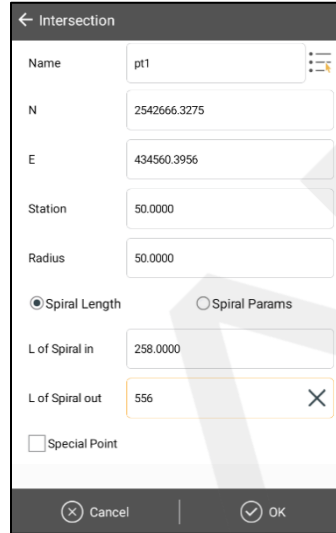 Intersection
Name pt1
N 2542666.3275
E 434560.3956
Station 50.0000
Radius 50.0000
Spiral Length Spiral Params
L of Spiral in 258.0000
L of Spiral out 556
Special Point
Cancel OK